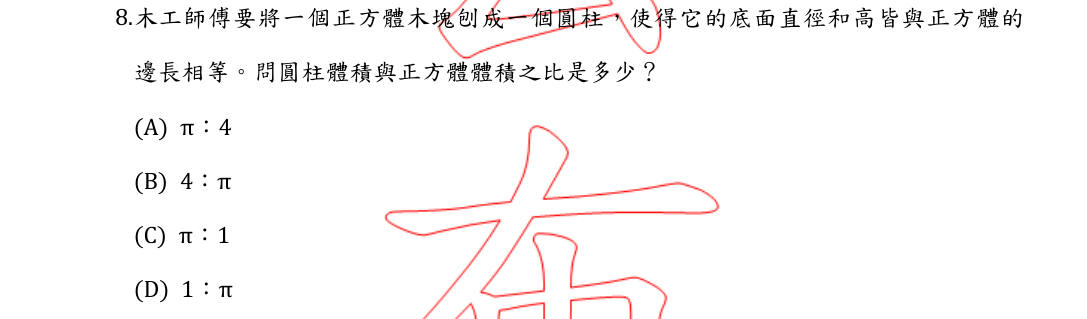 8.木工師傅要將一個正方體木塊刨成一個圓柱，使得它的底面直徑和高皆與正方體的
邊長相等。問圓柱體積與正方體體積之比是多少？
(A) π：4
(B) 4：π
(C) π：1
(D) 1：π